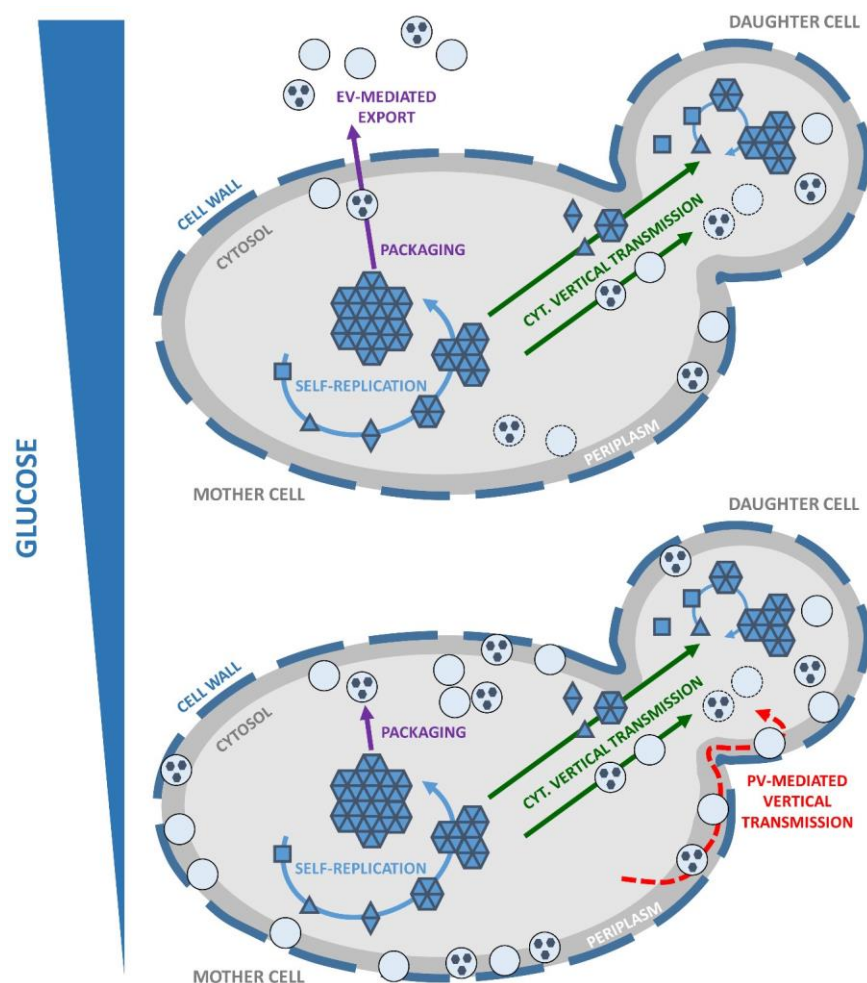 GLUCOSE
DAUGHTER CELL
EV-MEDIATED
EXPORT
CELL WALL
CYTOSOL
PACKAGING
CYT. VERTICAL TRANSMISSION
SELF-REPLICATION
PERIPLASM
MOTHER CELL
DAUGHTER CELL
CELL WALL
CYTOSOL
PACKAGING
CYT. VERTICAL TRANSMISSION
PV-MEDIATED
VERTICAL
TRANSMISSION
SELF-REPLICATION
PERIPLASM
MOTHER CELL